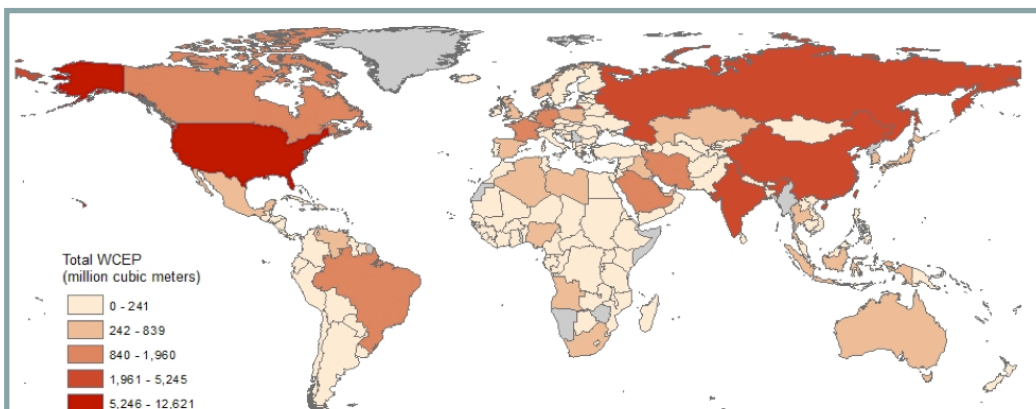 Total WCEP
(million cubic meters)
0 - 241
242 - 839
840 - 1,960
1,961 - 5,245
5,246 - 12,621